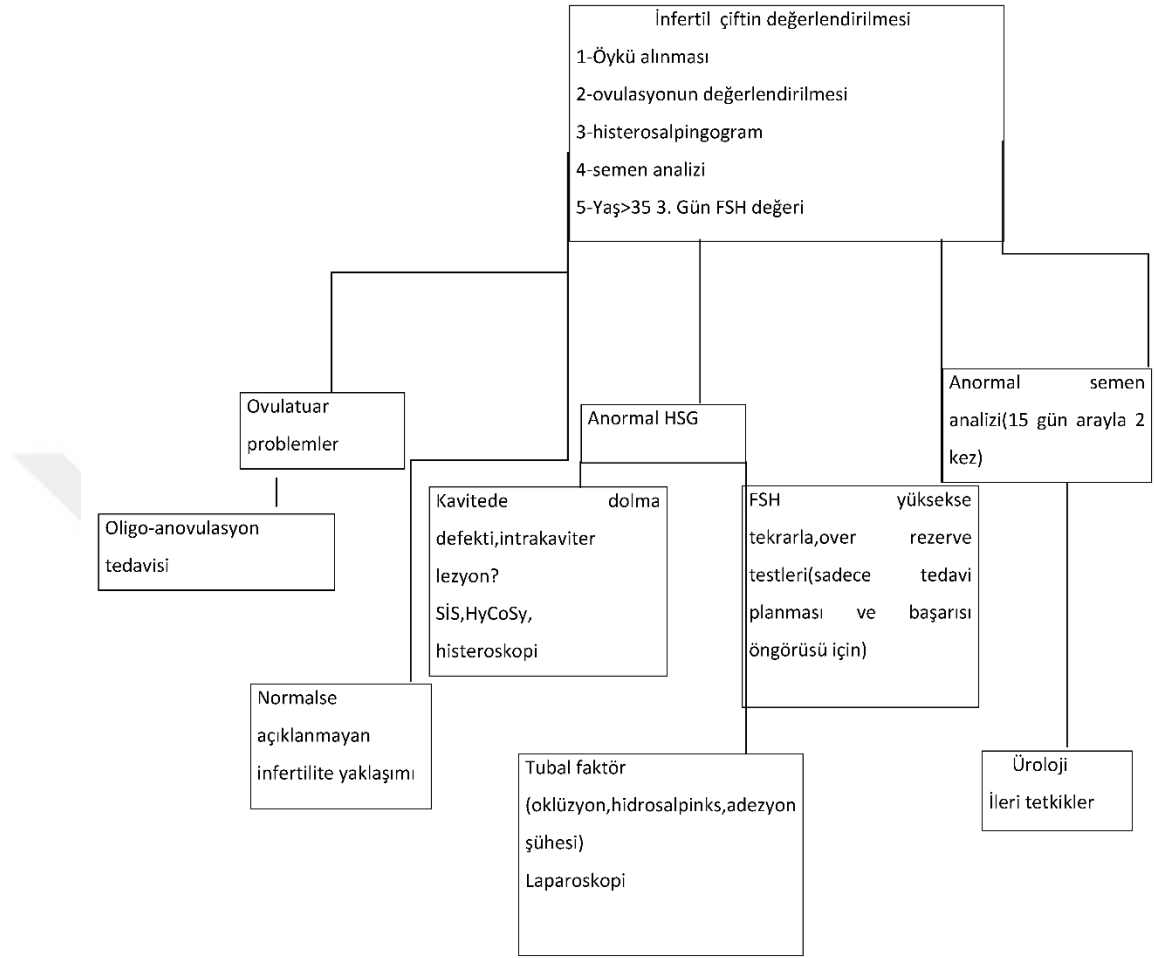 İnfertil çiftin değerlendirilmesi
1-Öykü alınması
2-ovulasyonun değerlendirilmesi
3-histerosalpingogram
4-semen analizi
5-Yaş>35 3. Gün FSH değeri
Ovulatuar
problemler
Oligo-anovulasyon
tedavisi
Normalse
açıklanmayan
infertilite yaklaşımı
Anormal HSG
Kavitede dolma
defekti,intrakaviter
lezyon?
SİS,HyCoSy,
histeroskopi
Tubal faktör
(oklüzyon,hidrosalpinks,adezyon
şühesi)
Laparoskopi
FSH yüksekse
tekrarla,over rezerve
testleri(sadece tedavi
planması ve başarısı
öngörüsü için)
Anormal semen
analizi(15 gün arayla 2
kez)
Üroloji
İleri tetkikler